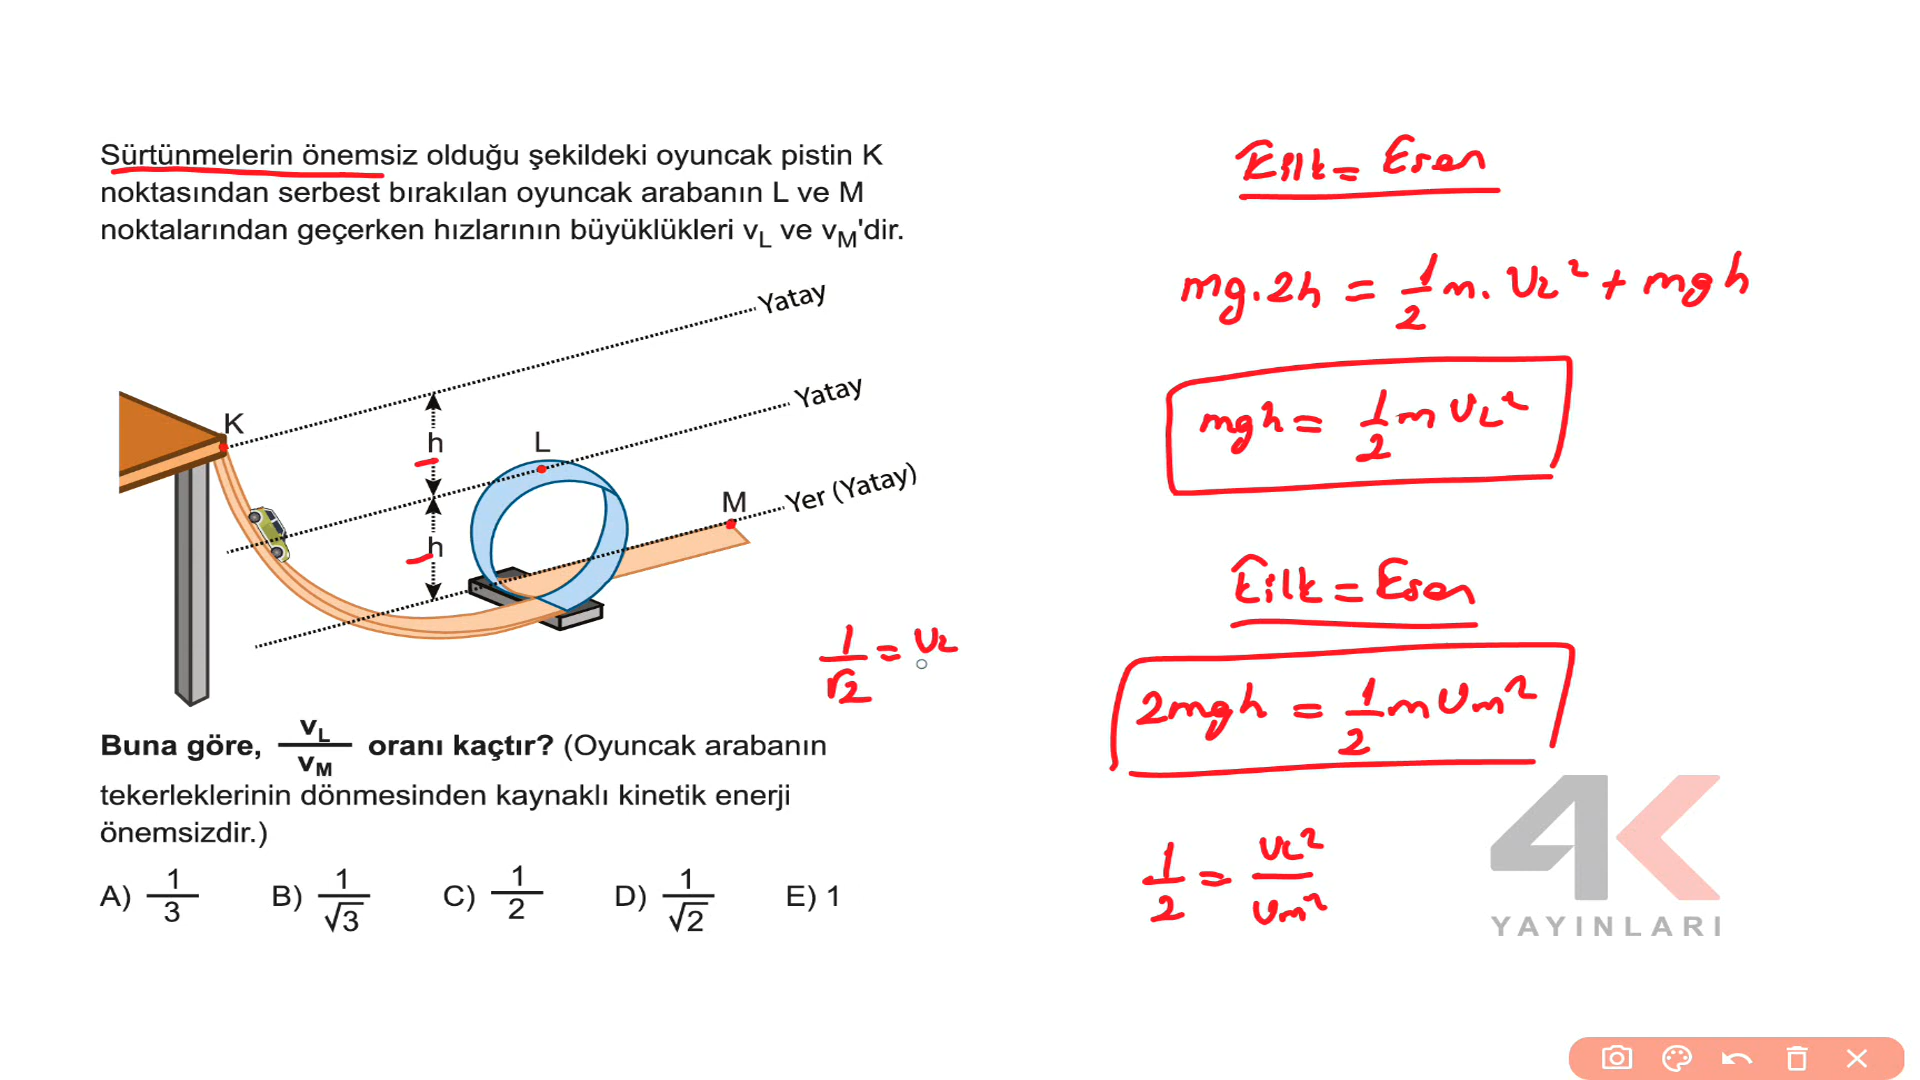 Sürtünmelerin önemsiz olduğu şekildeki oyuncak pistin K
noktasından serbest bırakılan oyuncak arabanın L ve M
noktalarından geçerken hızlarının büyüklükleri vL ve vM'dir.
Yatay
Yatay
Yer (Yatay)
K
h
L
h
M
Buna göre, vL/vM oranı kaçtır? (Oyuncak arabanın
tekerleklerinin dönmesinden kaynaklı kinetik enerji
önemsizdir.)
A) 1/3 B) 1/√3 C) 1/2 D) 1/√2 E) 1
1/√2 = VL
Eilk = Eson
mg.2h = 1/2 m. VL² + mgh
mgh = 1/2 m VL²
Eilk = Eson
2mgh = 1/2 m Vm²
1/2 = VL²/Vm²
4K
YAYINLARI